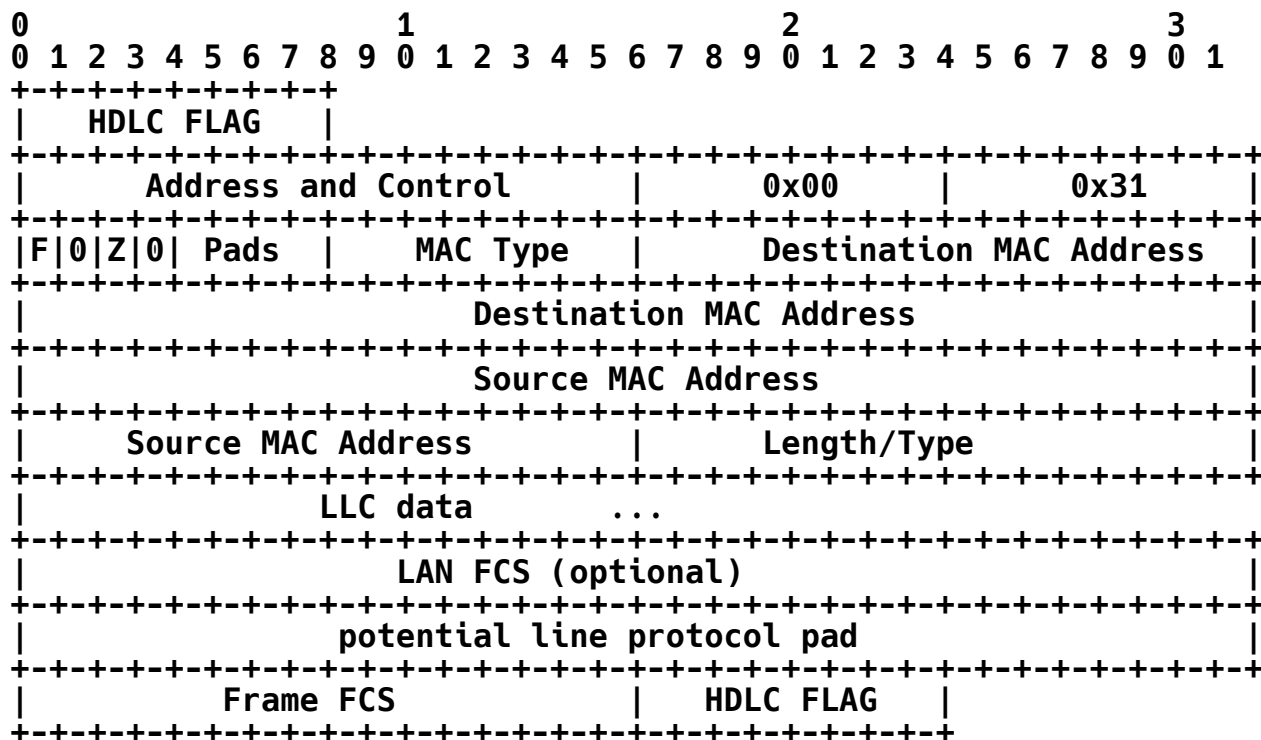 0                   1                   2                   3
0 1 2 3 4 5 6 7 8 9 0 1 2 3 4 5 6 7 8 9 0 1 2 3 4 5 6 7 8 9 0 1
+-+-+-+-+-+-+-+-+
|   HDLC FLAG   |
+-+-+-+-+-+-+-+-+-+-+-+-+-+-+-+-+-+-+-+-+-+-+-+-+-+-+-+-+-+-+-+-+
|      Address and Control      |      0x00     |      0x31     |
+-+-+-+-+-+-+-+-+-+-+-+-+-+-+-+-+-+-+-+-+-+-+-+-+-+-+-+-+-+-+-+-+
|F|0|Z|0| Pads  |    MAC Type   |      Destination MAC Address  |
+-+-+-+-+-+-+-+-+-+-+-+-+-+-+-+-+-+-+-+-+-+-+-+-+-+-+-+-+-+-+-+-+
|                       Destination MAC Address                 |
+-+-+-+-+-+-+-+-+-+-+-+-+-+-+-+-+-+-+-+-+-+-+-+-+-+-+-+-+-+-+-+-+
|                       Source MAC Address                      |
+-+-+-+-+-+-+-+-+-+-+-+-+-+-+-+-+-+-+-+-+-+-+-+-+-+-+-+-+-+-+-+-+
|     Source MAC Address        |      Length/Type              |
+-+-+-+-+-+-+-+-+-+-+-+-+-+-+-+-+-+-+-+-+-+-+-+-+-+-+-+-+-+-+-+-+
|               LLC data       ...
+-+-+-+-+-+-+-+-+-+-+-+-+-+-+-+-+-+-+-+-+-+-+-+-+-+-+-+-+-+-+-+-+
|                   LAN FCS (optional)                          |
+-+-+-+-+-+-+-+-+-+-+-+-+-+-+-+-+-+-+-+-+-+-+-+-+-+-+-+-+-+-+-+-+
|                potential line protocol pad                    |
+-+-+-+-+-+-+-+-+-+-+-+-+-+-+-+-+-+-+-+-+-+-+-+-+-+-+-+-+-+-+-+-+
|          Frame FCS            |   HDLC FLAG   |
+-+-+-+-+-+-+-+-+-+-+-+-+-+-+-+-+-+-+-+-+-+-+-+-+